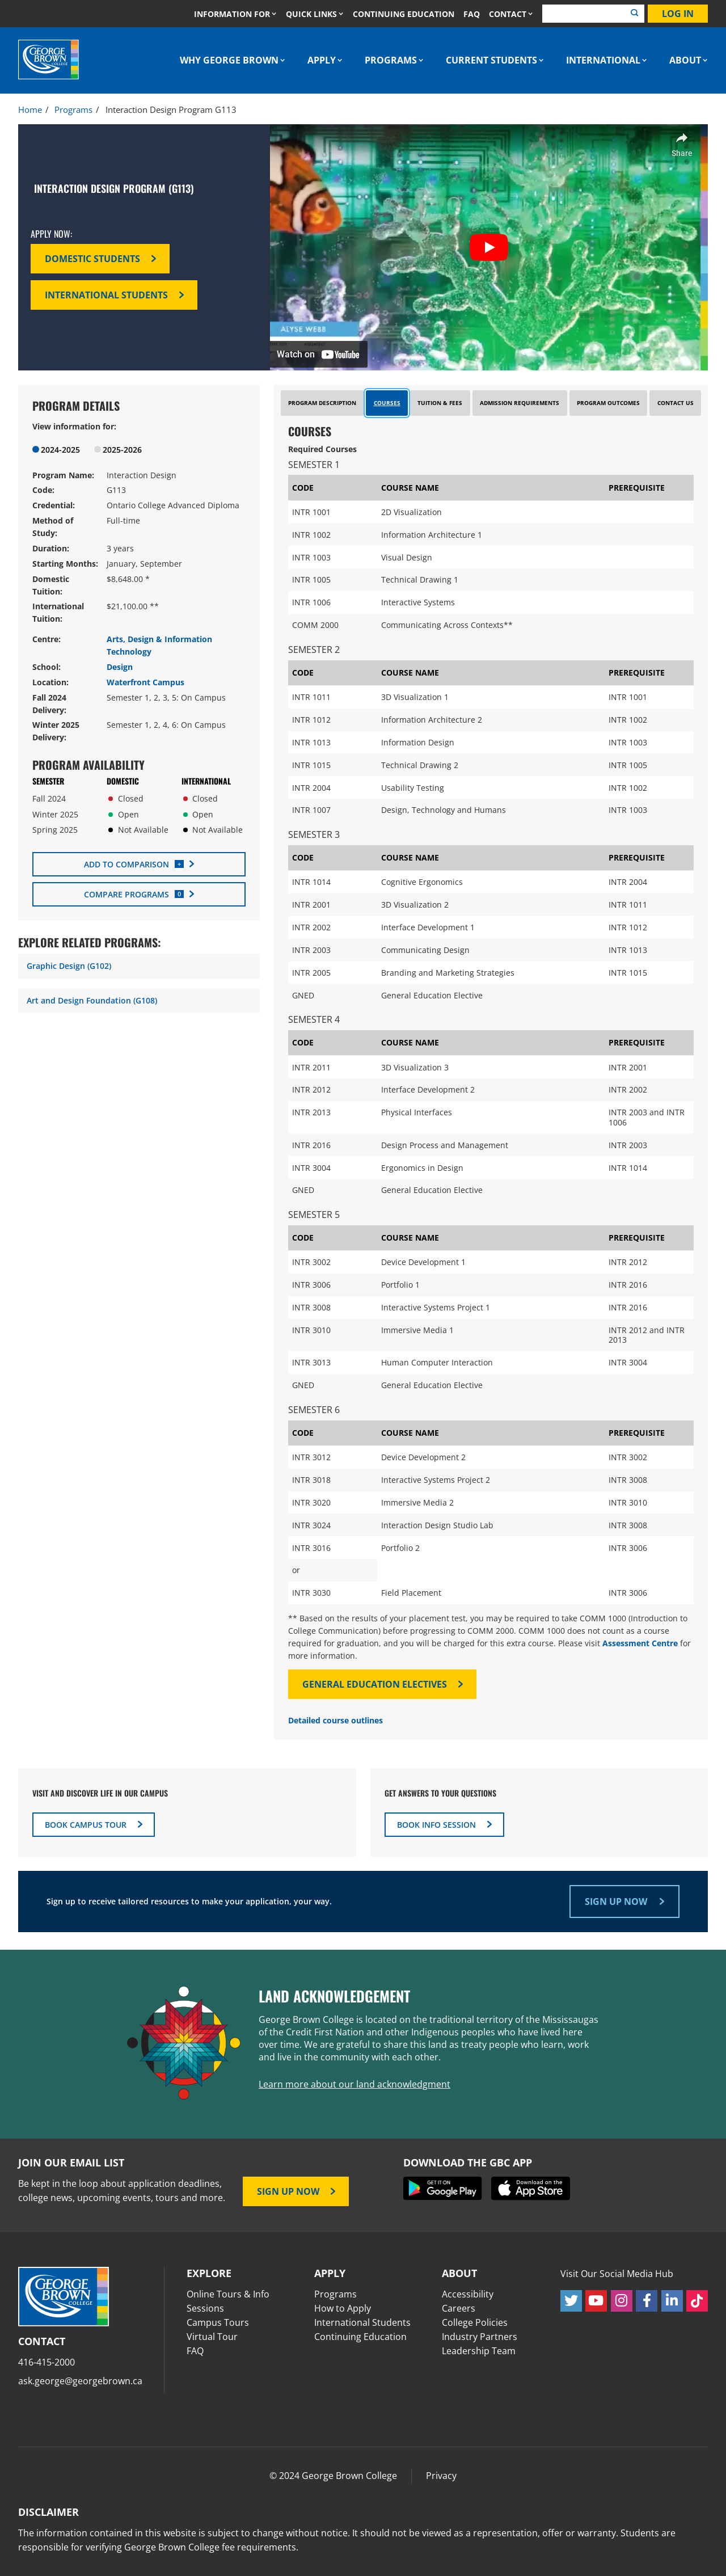 INFORMATION FOR QUICK LINKS CONTINUING EDUCATION FAQ CONTACT LOG IN
GEORGE BROWN COLLEGE
WHY GEORGE BROWN APPLY PROGRAMS CURRENT STUDENTS INTERNATIONAL ABOUT
Home / Programs / Interaction Design Program G113
INTERACTION DESIGN PROGRAM (G113)
APPLY NOW:
DOMESTIC STUDENTS
INTERNATIONAL STUDENTS
Share
ALYSE WEBB
Watch on YouTube
PROGRAM DETAILS
View information for:
2024-2025 2025-2026
Program Name: Interaction Design
Code: G113
Credential: Ontario College Advanced Diploma
Method of Study: Full-time
Duration: 3 years
Starting Months: January, September
Domestic Tuition: $8,648.00 *
International Tuition: $21,100.00 **
Centre: Arts, Design & Information Technology
School: Design
Location: Waterfront Campus
Fall 2024 Delivery: Semester 1, 2, 3, 5: On Campus
Winter 2025 Delivery: Semester 1, 2, 4, 6: On Campus
PROGRAM AVAILABILITY
SEMESTER DOMESTIC INTERNATIONAL
Fall 2024 Closed Closed
Winter 2025 Open Open
Spring 2025 Not Available Not Available
ADD TO COMPARISON +
COMPARE PROGRAMS 0
EXPLORE RELATED PROGRAMS:
Graphic Design (G102)
Art and Design Foundation (G108)
PROGRAM DESCRIPTION COURSES TUITION & FEES ADMISSION REQUIREMENTS PROGRAM OUTCOMES CONTACT US
COURSES
Required Courses
SEMESTER 1
CODE COURSE NAME PREREQUISITE
INTR 1001 2D Visualization
INTR 1002 Information Architecture 1
INTR 1003 Visual Design
INTR 1005 Technical Drawing 1
INTR 1006 Interactive Systems
COMM 2000 Communicating Across Contexts**
SEMESTER 2
CODE COURSE NAME PREREQUISITE
INTR 1011 3D Visualization 1 INTR 1001
INTR 1012 Information Architecture 2 INTR 1002
INTR 1013 Information Design INTR 1003
INTR 1015 Technical Drawing 2 INTR 1005
INTR 2004 Usability Testing INTR 1002
INTR 1007 Design, Technology and Humans INTR 1003
SEMESTER 3
CODE COURSE NAME PREREQUISITE
INTR 1014 Cognitive Ergonomics INTR 2004
INTR 2001 3D Visualization 2 INTR 1011
INTR 2002 Interface Development 1 INTR 1012
INTR 2003 Communicating Design INTR 1013
INTR 2005 Branding and Marketing Strategies INTR 1015
GNED General Education Elective
SEMESTER 4
CODE COURSE NAME PREREQUISITE
INTR 2011 3D Visualization 3 INTR 2001
INTR 2012 Interface Development 2 INTR 2002
INTR 2013 Physical Interfaces INTR 2003 and INTR 1006
INTR 2016 Design Process and Management INTR 2003
INTR 3004 Ergonomics in Design INTR 1014
GNED General Education Elective
SEMESTER 5
CODE COURSE NAME PREREQUISITE
INTR 3002 Device Development 1 INTR 2012
INTR 3006 Portfolio 1 INTR 2016
INTR 3008 Interactive Systems Project 1 INTR 2016
INTR 3010 Immersive Media 1 INTR 2012 and INTR 2013
INTR 3013 Human Computer Interaction INTR 3004
GNED General Education Elective
SEMESTER 6
CODE COURSE NAME PREREQUISITE
INTR 3012 Device Development 2 INTR 3002
INTR 3018 Interactive Systems Project 2 INTR 3008
INTR 3020 Immersive Media 2 INTR 3010
INTR 3024 Interaction Design Studio Lab INTR 3008
INTR 3016 Portfolio 2 INTR 3006
or
INTR 3030 Field Placement INTR 3006
** Based on the results of your placement test, you may be required to take COMM 1000 (Introduction to
College Communication) before progressing to COMM 2000. COMM 1000 does not count as a course
required for graduation, and you will be charged for this extra course. Please visit Assessment Centre for
more information.
GENERAL EDUCATION ELECTIVES
Detailed course outlines
VISIT AND DISCOVER LIFE IN OUR CAMPUS
BOOK CAMPUS TOUR
GET ANSWERS TO YOUR QUESTIONS
BOOK INFO SESSION
Sign up to receive tailored resources to make your application, your way. SIGN UP NOW
LAND ACKNOWLEDGEMENT
George Brown College is located on the traditional territory of the Mississaugas
of the Credit First Nation and other Indigenous peoples who have lived here
over time. We are grateful to share this land as treaty people who learn, work
and live in the community with each other.
Learn more about our land acknowledgment
JOIN OUR EMAIL LIST
Be kept in the loop about application deadlines,
college news, upcoming events, tours and more.
SIGN UP NOW
DOWNLOAD THE GBC APP
GET IT ON Google Play
Download on the App Store
GEORGE BROWN COLLEGE
CONTACT
416-415-2000
ask.george@georgebrown.ca
EXPLORE
Online Tours & Info
Sessions
Campus Tours
Virtual Tour
FAQ
APPLY
Programs
How to Apply
International Students
Continuing Education
ABOUT
Accessibility
Careers
College Policies
Industry Partners
Leadership Team
Visit Our Social Media Hub
© 2024 George Brown College Privacy
DISCLAIMER
The information contained in this website is subject to change without notice. It should not be viewed as a representation, offer or warranty. Students are
responsible for verifying George Brown College fee requirements.